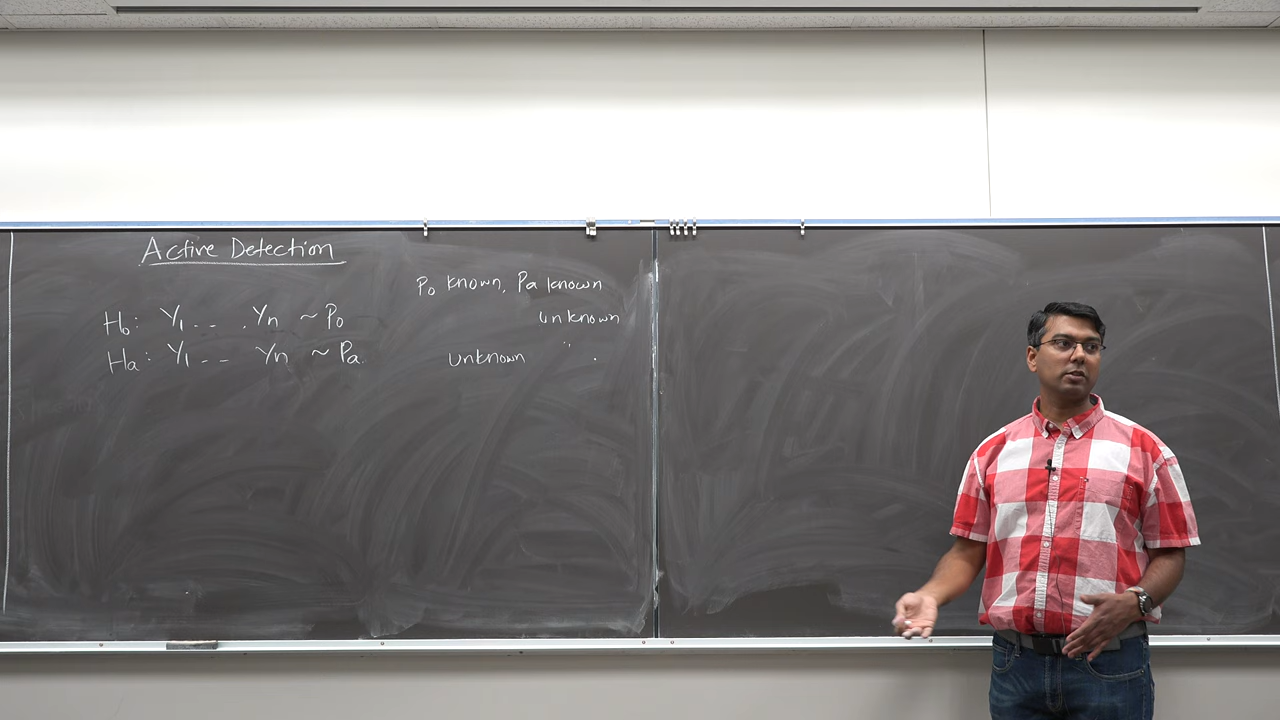 Active Detection
P₀ known, Pa known
H₀: Y₁ -- . Yn ~ P₀
unknown
Ha: Y₁ -- Yn ~ Pa.
unknown " .